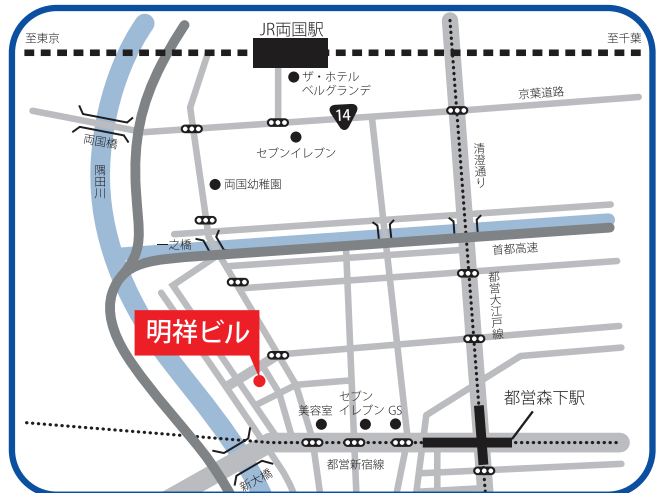 JR両国駅
至東京
至千葉
ザ・ホテル
ベルグランデ
京葉道路
14
両国橋
セブンイレブン
清澄通り
隅田川
両国幼稚園
一之橋
首都高速
都営大江戸線
明祥ビル
都営森下駅
セブン
イレブン
美容室
GS
都営新宿線
新大橋